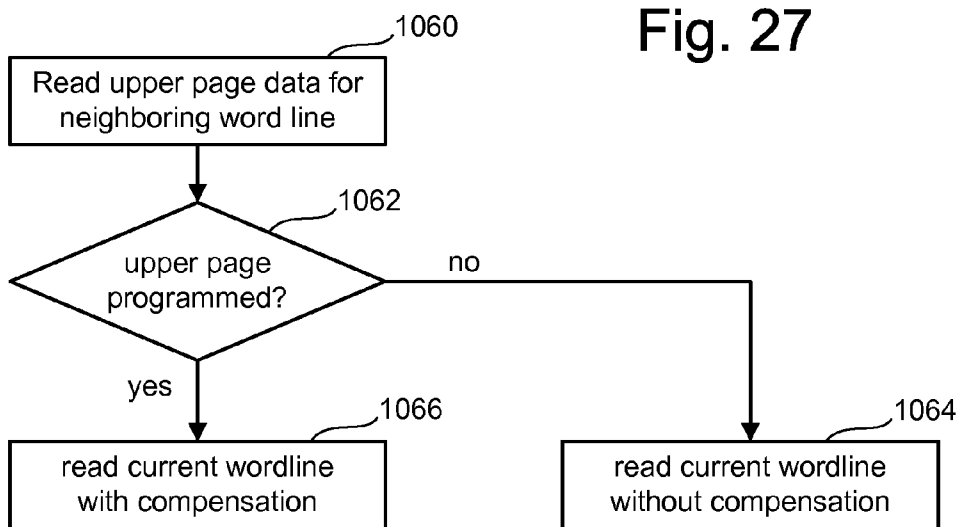 Fig. 27
1060
Read upper page data for
neighboring word line
1062
upper page
programmed?
no
yes
1066
read current wordline
with compensation
1064
read current wordline
without compensation